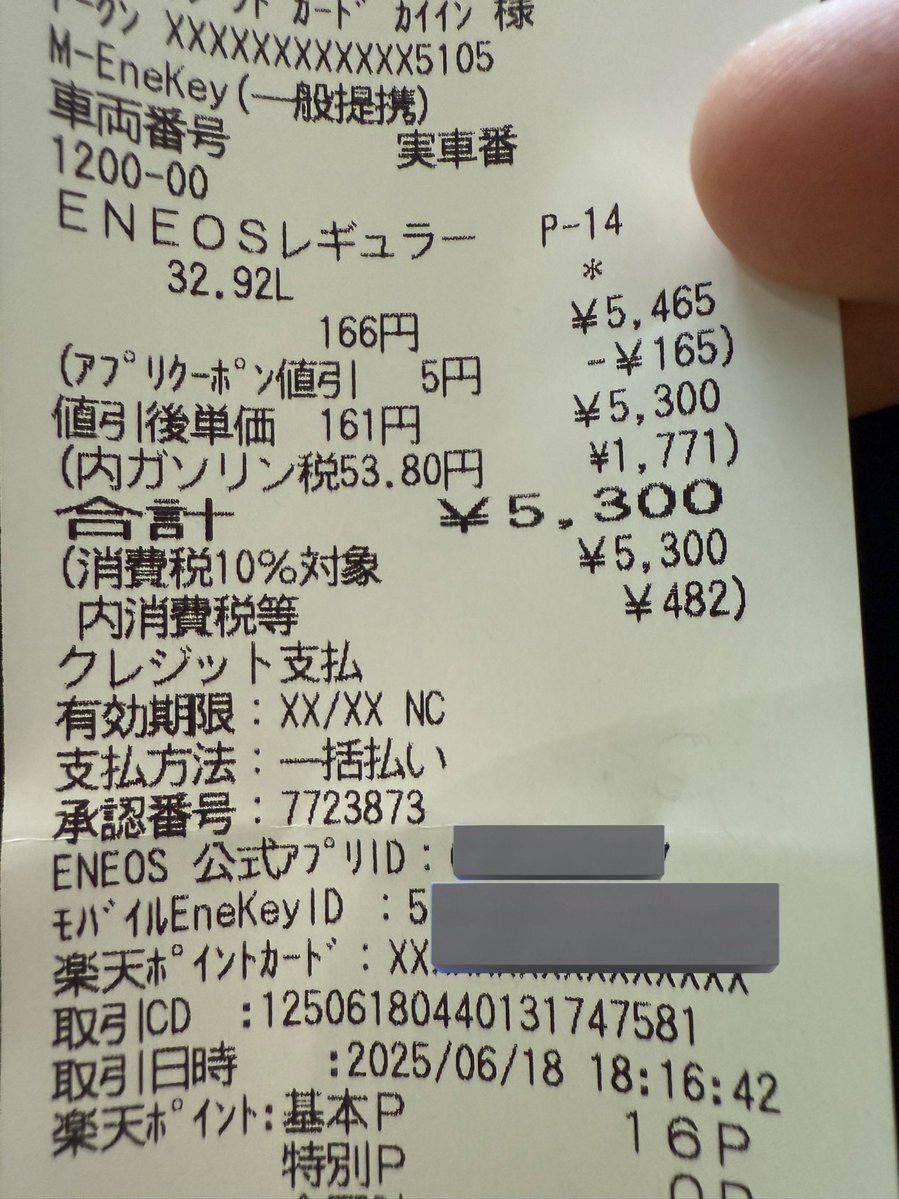 カード カイイン 様
XXXXXXXXXXXX5105
M-EneKey(一般提携)
車両番号 実車番
1200-00
ENEOSレギュラー P-14
32.92L *
166円 ¥5,465
(アプリクーポン値引 5円 -¥165)
値引後単価 161円 ¥5,300
(内ガソリン税53.80円 ¥1,771)
合計 ¥5,300
(消費税10%対象 ¥5,300
内消費税等 ¥482)
クレジット支払
有効期限:XX/XX NC
支払方法:一括払い
承認番号:7723873
ENEOS 公式アプリID:
モバイルEneKeyID :5
楽天ポイントカード:XX
取引CD :12506180440131747581
取引日時 :2025/06/18 18:16:42
楽天ポイント:基本P 16P
特別P 0P